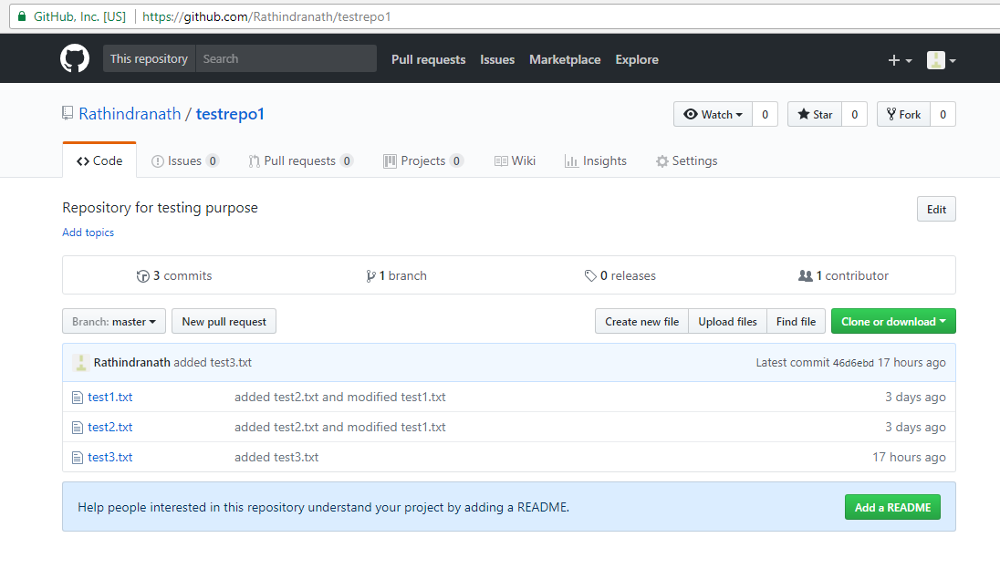 GitHub, Inc. [US] https://github.com/Rathindranath/testrepo1
This repository Search Pull requests Issues Marketplace Explore
Rathindranath / testrepo1 Watch 0 Star 0 Fork 0
Code Issues 0 Pull requests 0 Projects 0 Wiki Insights Settings
Repository for testing purpose Edit
Add topics
3 commits 1 branch 0 releases 1 contributor
Branch: master New pull request Create new file Upload files Find file Clone or download
Rathindranath added test3.txt Latest commit 46d6ebd 17 hours ago
test1.txt added test2.txt and modified test1.txt 3 days ago
test2.txt added test2.txt and modified test1.txt 3 days ago
test3.txt added test3.txt 17 hours ago
Help people interested in this repository understand your project by adding a README. Add a README